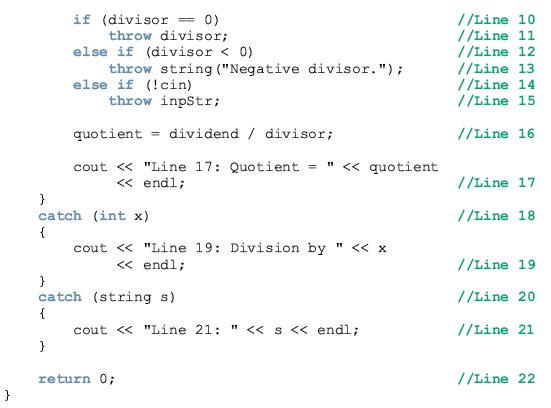 if (divisor == 0) //Line 10
throw divisor; //Line 11
else if (divisor < 0) //Line 12
throw string("Negative divisor."); //Line 13
else if (!cin) //Line 14
throw inpStr; //Line 15
quotient = dividend / divisor; //Line 16
cout << "Line 17: Quotient = " << quotient
<< endl; //Line 17
}
catch (int x) //Line 18
{
cout << "Line 19: Division by " << x
<< endl; //Line 19
}
catch (string s) //Line 20
{
cout << "Line 21: " << s << endl; //Line 21
}
return 0; //Line 22
}